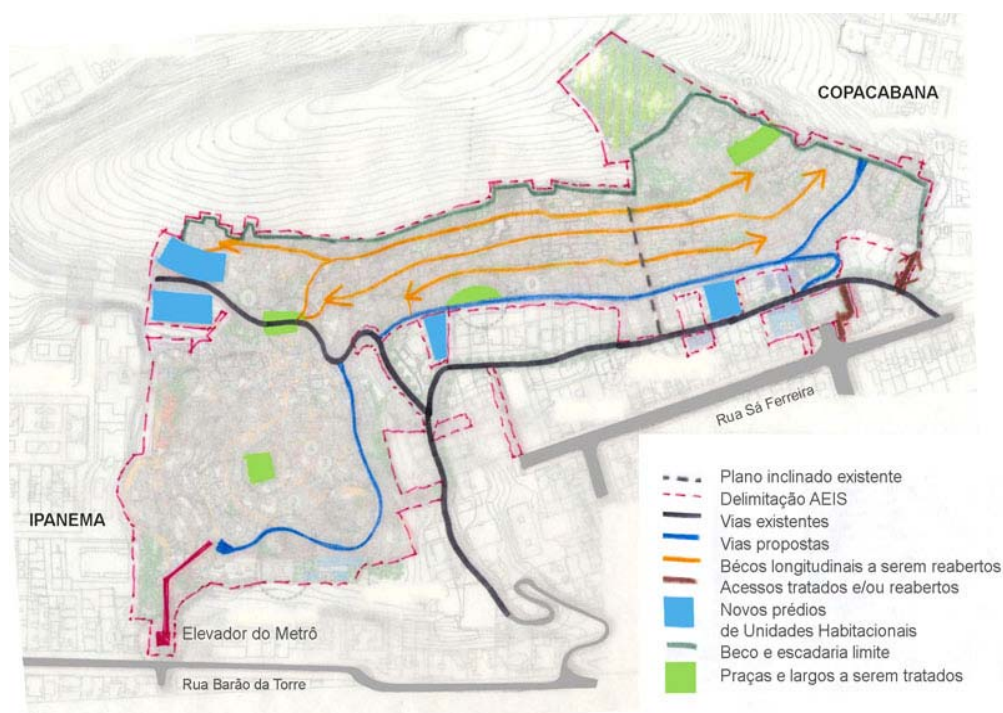 COPACABANA
IPANEMA
Rua Sá Ferreira
Elevador do Metrô
Rua Barão da Torre
Plano inclinado existente
Delimitação AEIS
Vias existentes
Vias propostas
Bécos longitudinais a serem reabertos
Acessos tratados e/ou reabertos
Novos prédios
de Unidades Habitacionais
Beco e escadaria limite
Praças e largos a serem tratados